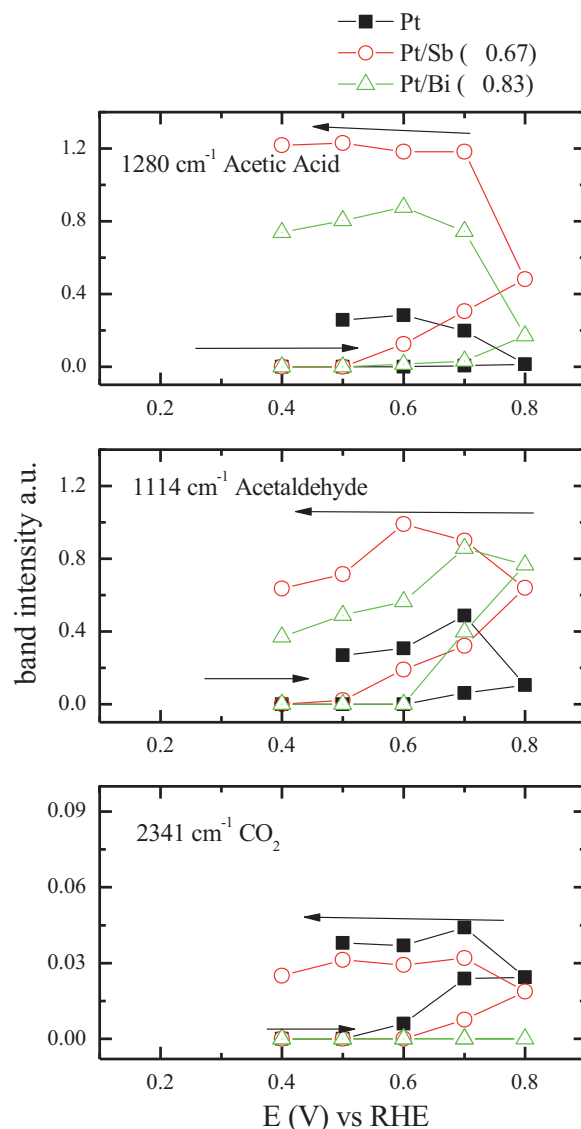 Pt
Pt/Sb ( 0.67)
Pt/Bi ( 0.83)
1.2
0.8
0.4
0.0
1280 cm⁻¹ Acetic Acid
0.2 0.4 0.6 0.8
1.2
0.8
0.4
0.0
1114 cm⁻¹ Acetaldehyde
0.2 0.4 0.6 0.8
band intensity a.u.
0.09
0.06
0.03
0.00
2341 cm⁻¹ CO₂
0.2 0.4 0.6 0.8
E (V) vs RHE